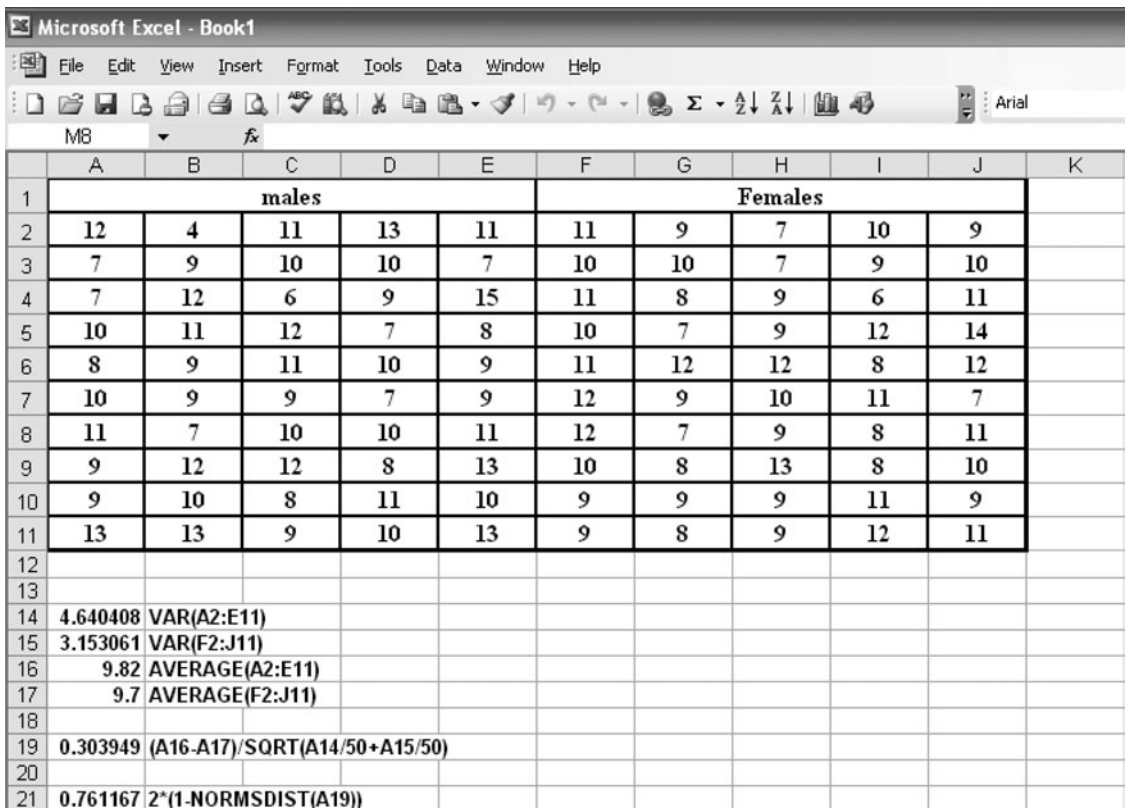 Microsoft Excel - Book1
File Edit View Insert Format Tools Data Window Help
ABC Σ A Z Z A Arial
M8 fx
A B C D E F G H I J K
1 males Females
2 12 4 11 13 11 11 9 7 10 9
3 7 9 10 10 7 10 10 7 9 10
4 7 12 6 9 15 11 8 9 6 11
5 10 11 12 7 8 10 7 9 12 14
6 8 9 11 10 9 11 12 12 8 12
7 10 9 9 7 9 12 9 10 11 7
8 11 7 10 10 11 12 7 9 8 11
9 9 12 12 8 13 10 8 13 8 10
10 9 10 8 11 10 9 9 9 11 9
11 13 13 9 10 13 9 8 9 12 11
12
13
14 4.640408 VAR(A2:E11)
15 3.153061 VAR(F2:J11)
16 9.82 AVERAGE(A2:E11)
17 9.7 AVERAGE(F2:J11)
18
19 0.303949 (A16-A17)/SQRT(A14/50+A15/50)
20
21 0.761167 2*(1-NORMSDIST(A19))